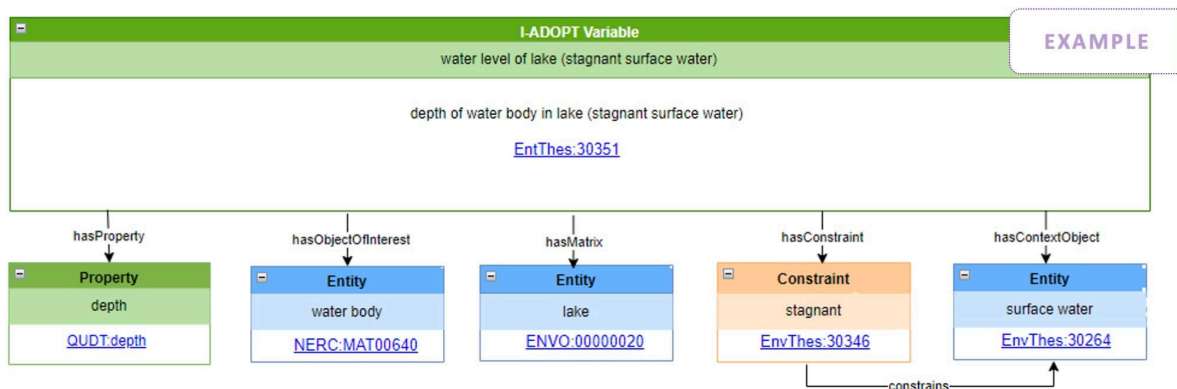 I-ADOPT Variable
EXAMPLE
water level of lake (stagnant surface water)
depth of water body in lake (stagnant surface water)
EntThes:30351
hasProperty
hasObjectOfInterest
hasMatrix
hasConstraint
hasContextObject
Property
depth
QUDT:depth
Entity
water body
NERC:MAT00640
Entity
lake
ENVO:00000020
Constraint
stagnant
EnvThes:30346
Entity
surface water
EnvThes:30264
constrains